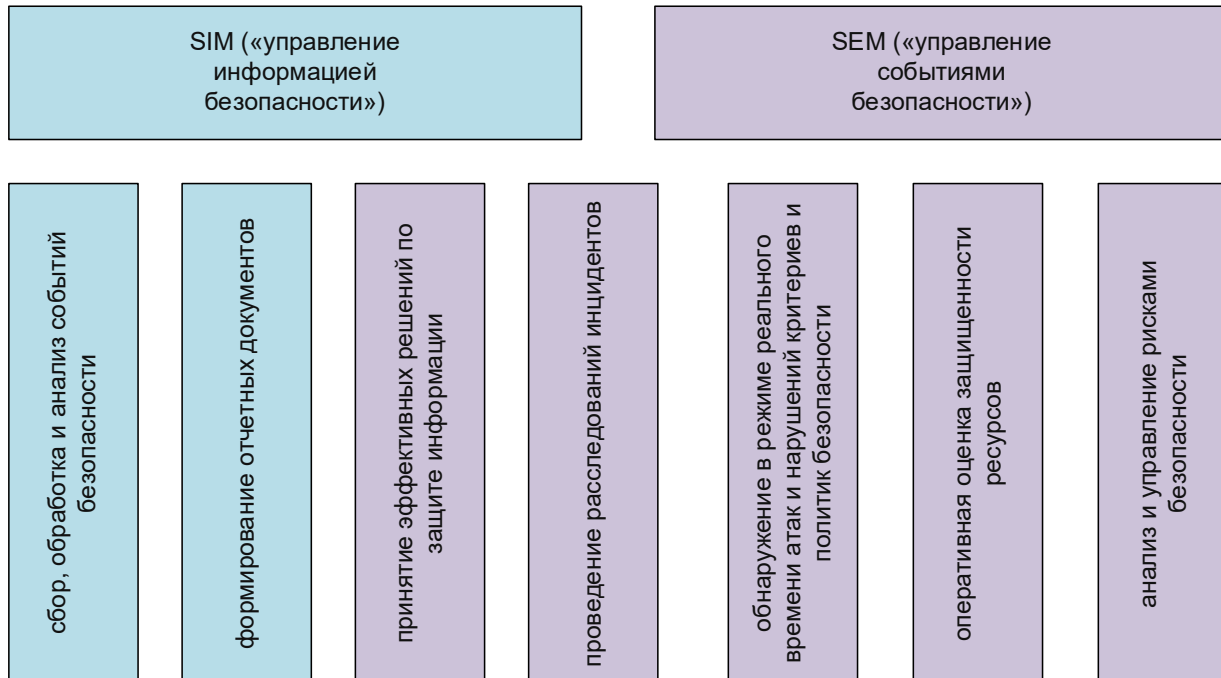 SIM («управление
информацией
безопасности»)
SEM («управление
событиями
безопасности»)
сбор, обработка и анализ событий
безопасности
формирование отчетных документов
принятие эффективных решений по
защите информации
проведение расследований инцидентов
обнаружение в режиме реального
времени атак и нарушений критериев и
политик безопасности
оперативная оценка защищенности
ресурсов
анализ и управление рисками
безопасности